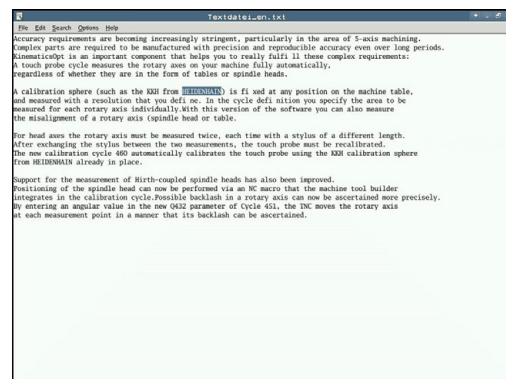 Textdatei_en.txt
File Edit Search Options Help
Accuracy requirements are becoming increasingly stringent, particularly in the area of 5-axis machining.
Complex parts are required to be manufactured with precision and reproducible accuracy even over long periods.
KinematicsOpt is an important component that helps you to really fulfi ll these complex requirements:
A touch probe cycle measures the rotary axes on your machine fully automatically,
regardless of whether they are in the form of tables or spindle heads.
A calibration sphere (such as the KKH from HEIDENHAIN) is fi xed at any position on the machine table,
and measured with a resolution that you defi ne. In the cycle defi nition you specify the area to be
measured for each rotary axis individually.With this version of the software you can also measure
the misalignment of a rotary axis (spindle head or table.
For head axes the rotary axis must be measured twice, each time with a stylus of a different length.
After exchanging the stylus between the two measurements, the touch probe must be recalibrated.
The new calibration cycle 460 automatically calibrates the touch probe using the KKH calibration sphere
from HEIDENHAIN already in place.
Support for the measurement of Hirth-coupled spindle heads has also been improved.
Positioning of the spindle head can now be performed via an NC macro that the machine tool builder
integrates in the calibration cycle.Possible backlash in a rotary axis can now be ascertained more precisely.
By entering an angular value in the new Q432 parameter of Cycle 451, the TNC moves the rotary axis
at each measurement point in a manner that its backlash can be ascertained.